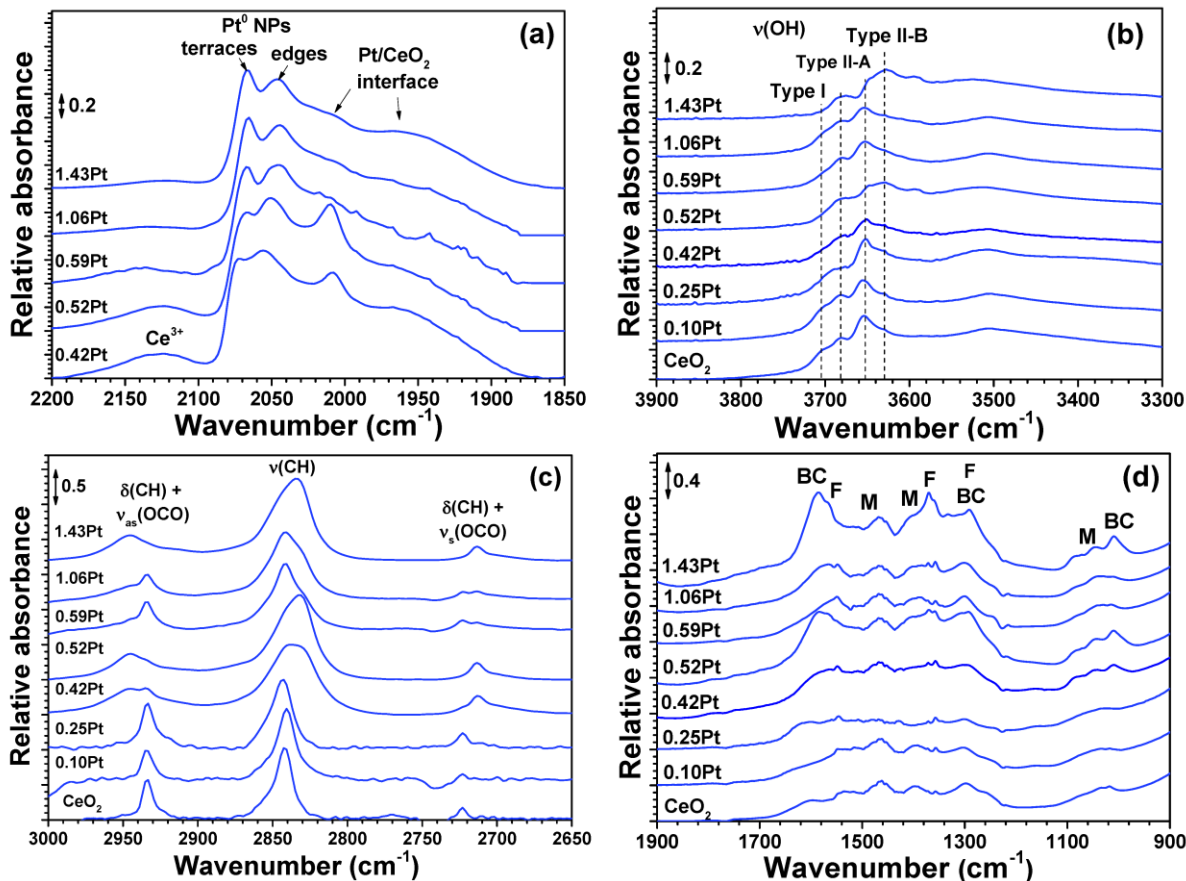 (a)
Pt⁰ NPs
terraces
edges
Pt/CeO₂
interface
0.2
1.43Pt
1.06Pt
0.59Pt
0.52Pt
0.42Pt
Ce³⁺
Relative absorbance
2200 2150 2100 2050 2000 1950 1900 1850
Wavenumber (cm⁻¹)
(b)
ν(OH)
Type II-B
Type II-A
Type I
0.2
1.43Pt
1.06Pt
0.59Pt
0.52Pt
0.42Pt
0.25Pt
0.10Pt
CeO₂
Relative absorbance
3900 3800 3700 3600 3500 3400 3300
Wavenumber (cm⁻¹)
(c)
0.5
ν(CH)
δ(CH) +
νas(OCO)
δ(CH) +
νs(OCO)
1.43Pt
1.06Pt
0.59Pt
0.52Pt
0.42Pt
0.25Pt
0.10Pt
CeO₂
Relative absorbance
3000 2950 2900 2850 2800 2750 2700 2650
Wavenumber (cm⁻¹)
(d)
0.4
BC
F
M
M
F
F
BC
M
BC
1.43Pt
1.06Pt
0.59Pt
0.52Pt
0.42Pt
0.25Pt
0.10Pt
CeO₂
Relative absorbance
1900 1700 1500 1300 1100 900
Wavenumber (cm⁻¹)